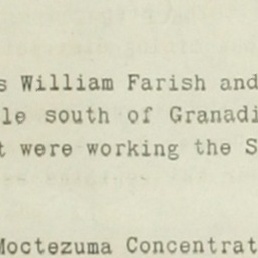 s William Farish and
le south of Granadi
t were working the S
Moctezuma Concentrat